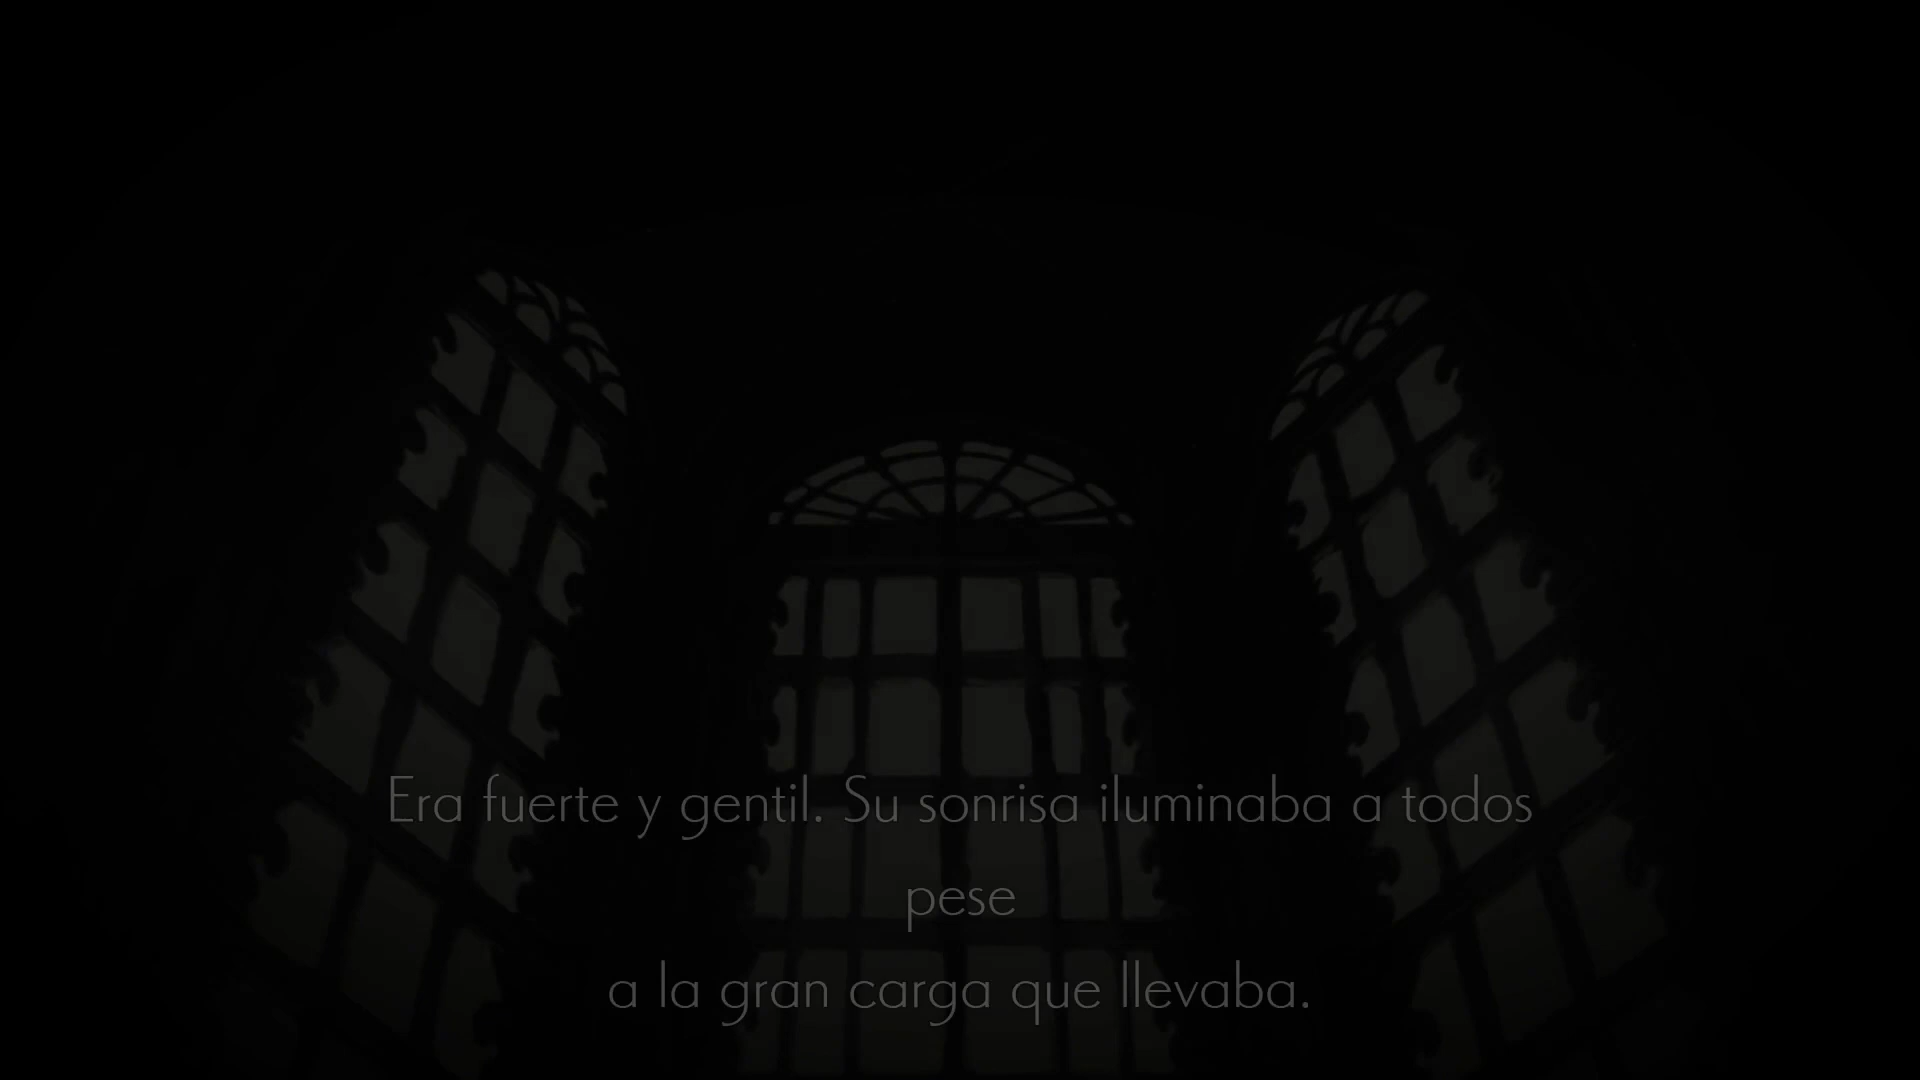 Era fuerte y gentil. Su sonrisa iluminaba a todos
pese
a la gran carga que llevaba.